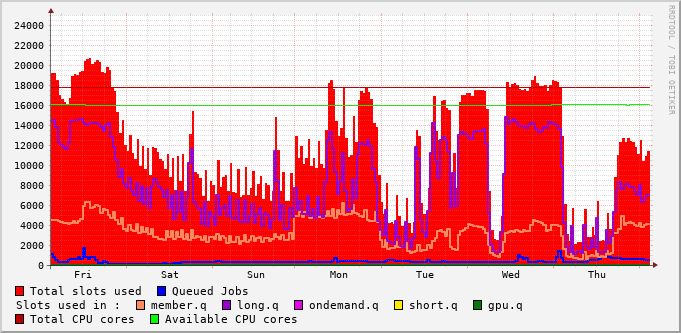 24000
22000
20000
18000
16000
14000
12000
10000
8000
6000
4000
2000
0
Fri Sat Sun Mon Tue Wed Thu
Total slots used Queued Jobs
Slots used in : member.q long.q ondemand.q short.q gpu.q
Total CPU cores Available CPU cores
RRDTOOL / TOBI OETIKER